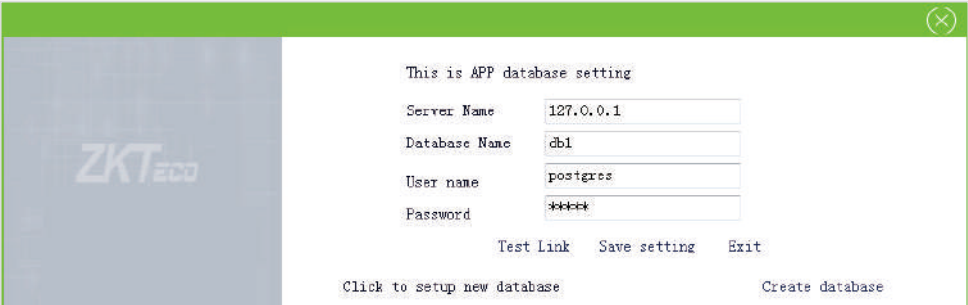 This is APP database setting
Server Name 127.0.0.1
Database Name db1
ZKTeco
User name postgres
Password *****
Test Link Save setting Exit
Click to setup new database Create database